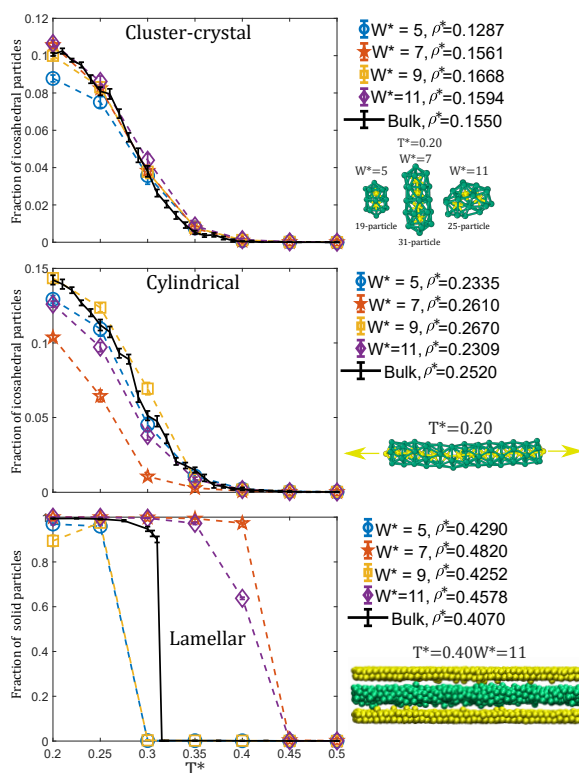 Cluster-crystal
Fraction of icosahedral particles
0.12
0.1
0.08
0.06
0.04
0.02
0
W* = 5, ρ*=0.1287
W* = 7, ρ*=0.1561
W* = 9, ρ*=0.1668
W*=11, ρ*=0.1594
Bulk, ρ*=0.1550
T*=0.20
W*=7
W*=5
W*=11
19-particle
31-particle
25-particle
Cylindrical
Fraction of icosahedral particles
0.15
0.1
0.05
0
W* = 5, ρ*=0.2335
W* = 7, ρ*=0.2610
W* = 9, ρ*=0.2670
W*=11, ρ*=0.2309
Bulk, ρ*=0.2520
T*=0.20
Lamellar
Fraction of solid particles
0.8
0.6
0.4
0.2
0
0.2 0.25 0.3 0.35 0.4 0.45 0.5
T*
W* = 5, ρ*=0.4290
W* = 7, ρ*=0.4820
W* = 9, ρ*=0.4252
W*=11, ρ*=0.4578
Bulk, ρ*=0.4070
T*=0.40W*=11